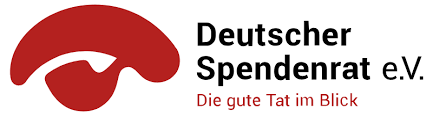 Deutscher
Spendenrat e.V.
Die gute Tat im Blick